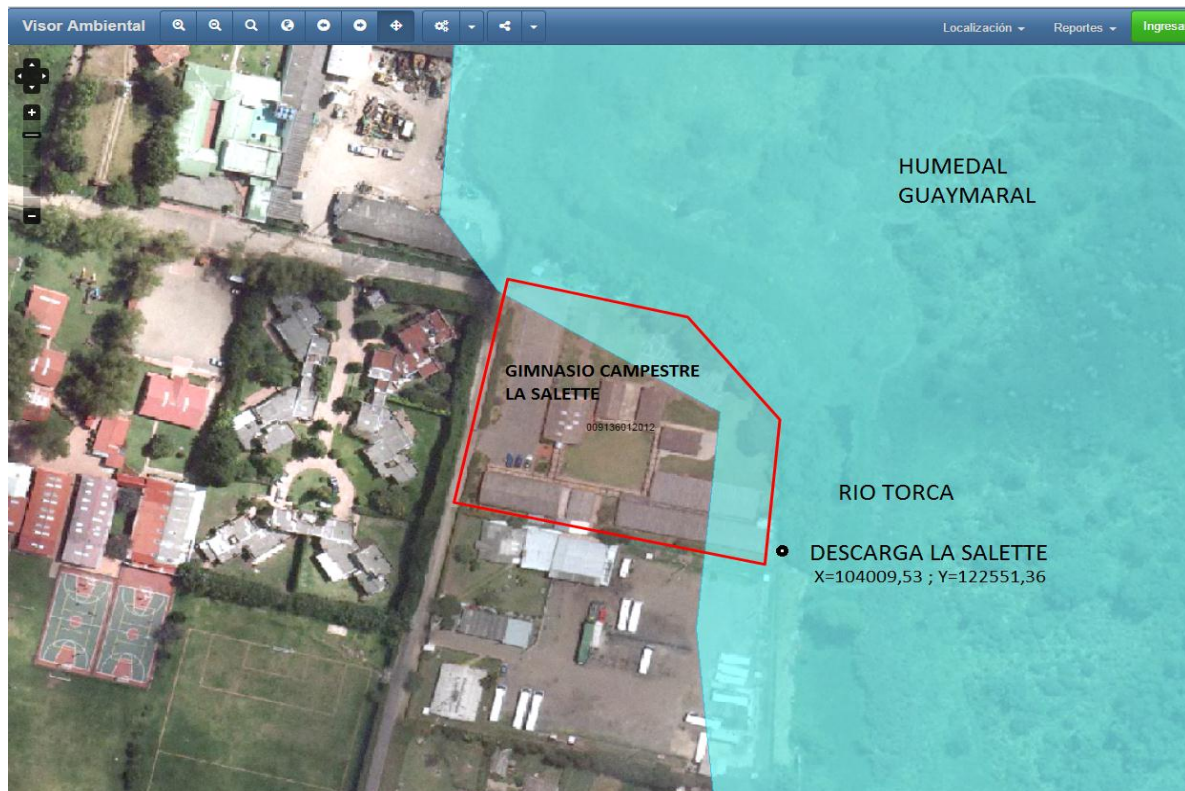 Visor Ambiental
Localización
Reportes
Ingresar
HUMEDAL
GUAYMARAL
GIMNASIO CAMPESTRE
LA SALETTE
009136012012
RIO TORCA
DESCARGA LA SALETTE
X=104009,53 ; Y=122551,36